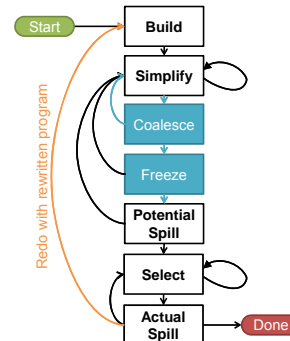 Start
Build
Simplify
Coalesce
Freeze
Potential
Spill
Select
Actual
Spill
Done
Redo with rewritten program